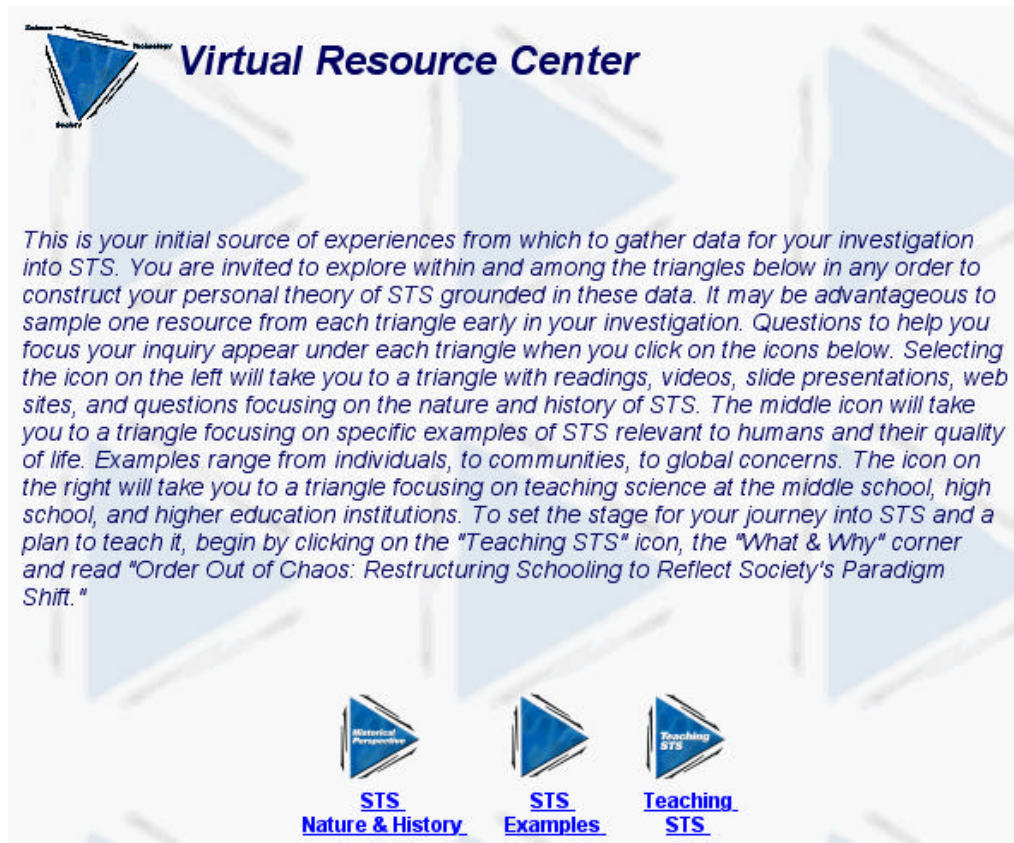 Science
Technology
Virtual Resource Center
Society
This is your initial source of experiences from which to gather data for your investigation
into STS. You are invited to explore within and among the triangles below in any order to
construct your personal theory of STS grounded in these data. It may be advantageous to
sample one resource from each triangle early in your investigation. Questions to help you
focus your inquiry appear under each triangle when you click on the icons below. Selecting
the icon on the left will take you to a triangle with readings, videos, slide presentations, web
sites, and questions focusing on the nature and history of STS. The middle icon will take
you to a triangle focusing on specific examples of STS relevant to humans and their quality
of life. Examples range from individuals, to communities, to global concerns. The icon on
the right will take you to a triangle focusing on teaching science at the middle school, high
school, and higher education institutions. To set the stage for your journey into STS and a
plan to teach it, begin by clicking on the "Teaching STS" icon, the "What & Why" corner
and read "Order Out of Chaos: Restructuring Schooling to Reflect Society's Paradigm
Shift."
Historical
Perspective
Teaching
STS
STS
Nature & History
STS
Examples
Teaching
STS